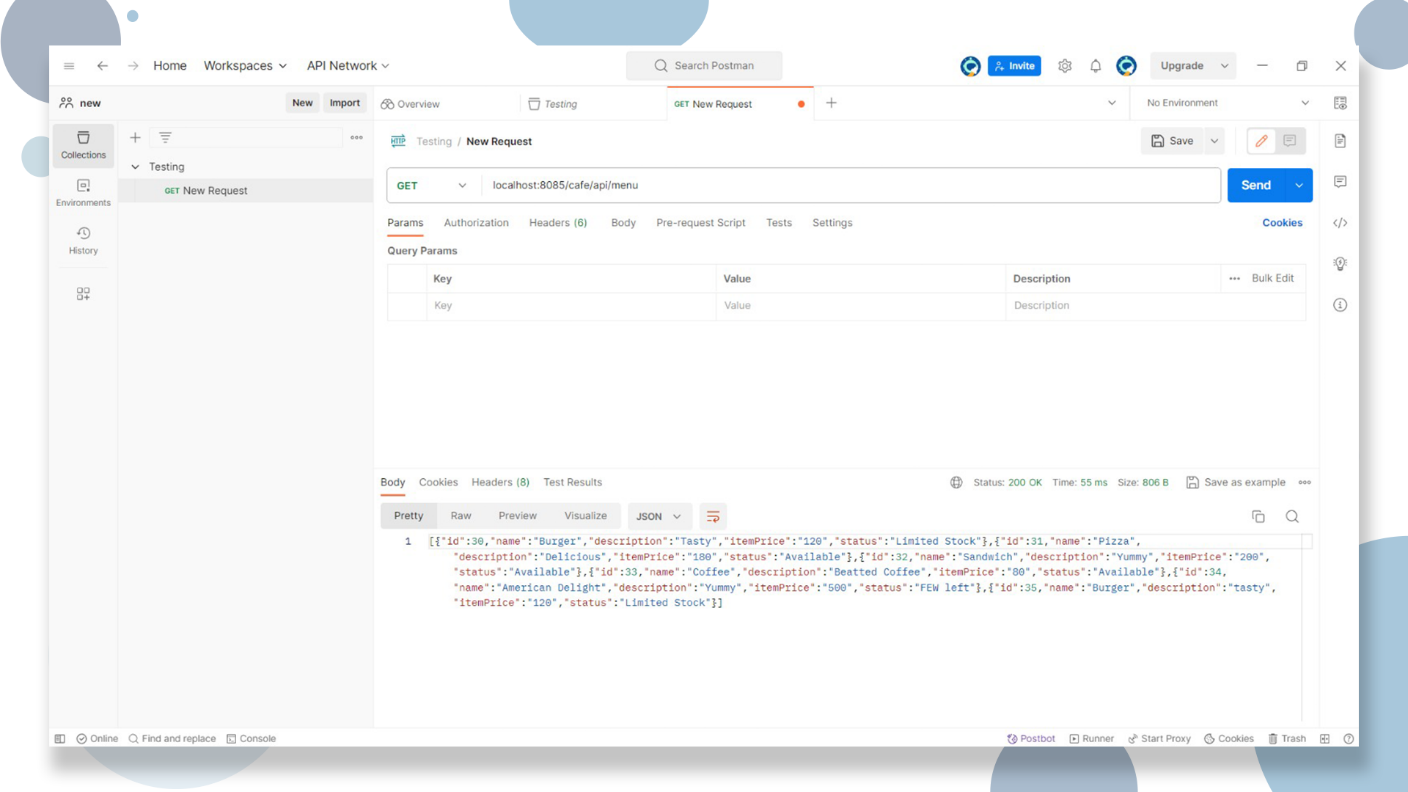 Home Workspaces API Network Search Postman Invite Upgrade
new New Import Overview Testing GET New Request No Environment
Collections
Testing
GET New Request
Environments
History
Testing / New Request Save
GET localhost:8085/cafe/api/menu Send
Params Authorization Headers (6) Body Pre-request Script Tests Settings Cookies
Query Params
Key Value Description Bulk Edit
Key Value Description
Body Cookies Headers (8) Test Results Status: 200 OK Time: 55 ms Size: 806 B Save as example
Pretty Raw Preview Visualize JSON
1 [{"id":30,"name":"Burger","description":"Tasty","itemPrice":"120","status":"Limited Stock"},{"id":31,"name":"Pizza",
"description":"Delicious","itemPrice":"180","status":"Available"},{"id":32,"name":"Sandwich","description":"Yummy","itemPrice":"200",
"status":"Available"},{"id":33,"name":"Coffee","description":"Beatted Coffee","itemPrice":"80","status":"Available"},{"id":34,
"name":"American Delight","description":"Yummy","itemPrice":"500","status":"FEW left"},{"id":35,"name":"Burger","description":"tasty",
"itemPrice":"120","status":"Limited Stock"}]
Online Find and replace Console Postbot Runner Start Proxy Cookies Trash